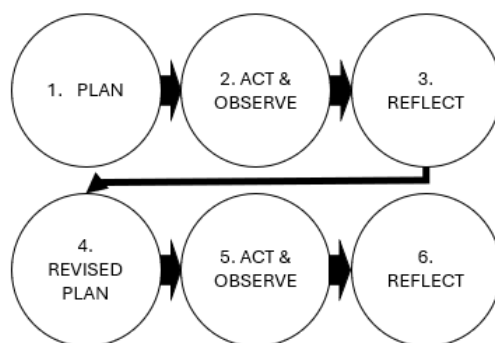 1. PLAN
2. ACT &
OBSERVE
3.
REFLECT
4.
REVISED
PLAN
5. ACT &
OBSERVE
6.
REFLECT